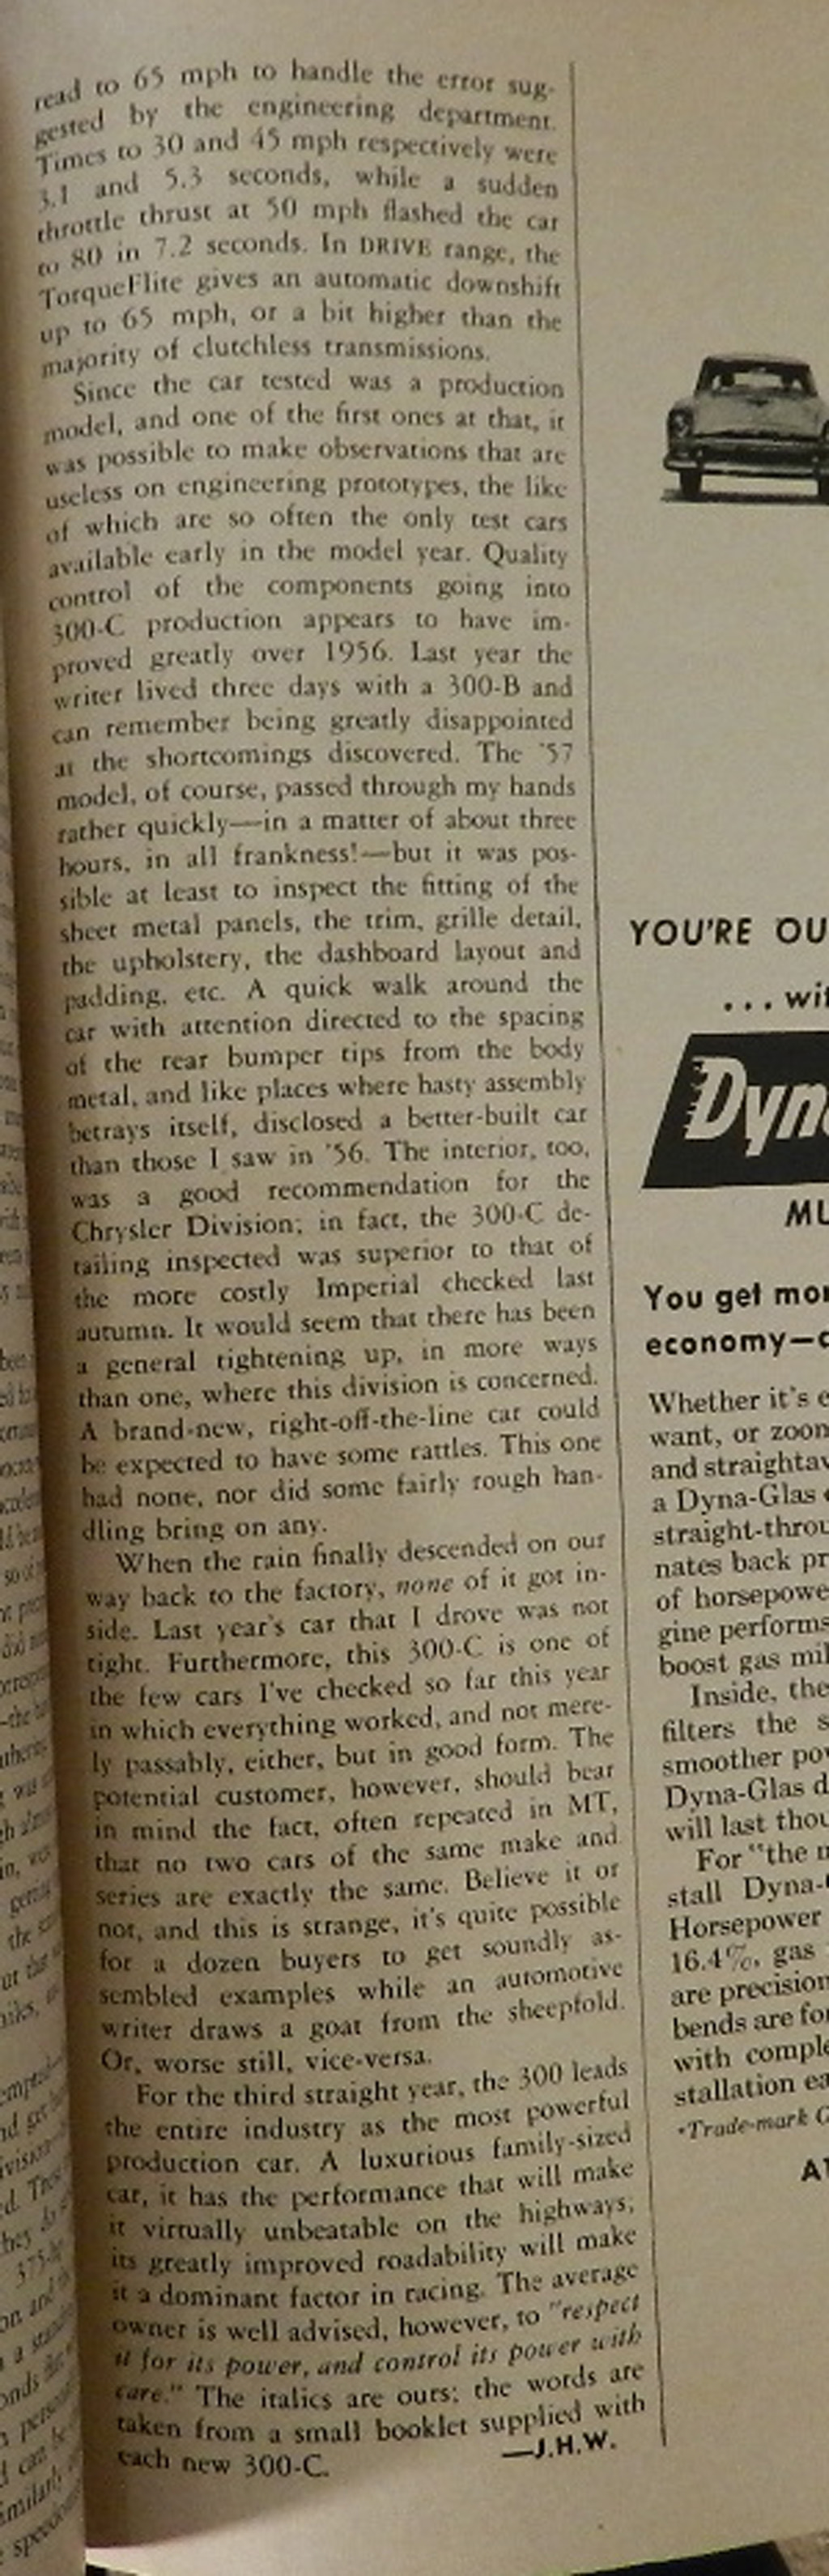 read to 65 mph to handle the error sug-
gested by the engineering department.
Times to 30 and 45 mph respectively were
3.1 and 5.3 seconds, while a sudden
throttle thrust at 50 mph flashed the car
to 80 in 7.2 seconds. In DRIVE range, the
TorqueFlite gives an automatic downshift
up to 65 mph, or a bit higher than the
majority of clutchless transmissions.
Since the car tested was a production
model, and one of the first ones at that, it
was possible to make observations that are
useless on engineering prototypes, the like
of which are so often the only test cars
available early in the model year. Quality
control of the components going into
300-C production appears to have im-
proved greatly over 1956. Last year the
writer lived three days with a 300-B and
can remember being greatly disappointed
at the shortcomings discovered. The '57
model, of course, passed through my hands
rather quickly—in a matter of about three
hours, in all frankness!—but it was pos-
sible at least to inspect the fitting of the
sheet metal panels, the trim, grille detail,
the upholstery, the dashboard layout and
padding, etc. A quick walk around the
car with attention directed to the spacing
of the rear bumper tips from the body
metal, and like places where hasty assembly
betrays itself, disclosed a better-built car
than those I saw in '56. The interior, too,
was a good recommendation for the
Chrysler Division; in fact, the 300-C de-
tailing inspected was superior to that of
the more costly Imperial checked last
autumn. It would seem that there has been
a general tightening up, in more ways
than one, where this division is concerned.
A brand-new, right-off-the-line car could
be expected to have some rattles. This one
had none, nor did some fairly rough han-
dling bring on any.
When the rain finally descended on our
way back to the factory, none of it got in-
side. Last year's car that I drove was not
tight. Furthermore, this 300-C is one of
the few cars I've checked so far this year
in which everything worked, and not mere-
ly passably, either, but in good form. The
potential customer, however, should bear
in mind the fact, often repeated in MT,
that no two cars of the same make and
series are exactly the same. Believe it or
not, and this is strange, it's quite possible
for a dozen buyers to get soundly as-
sembled examples while an automotive
writer draws a goat from the sheepfold.
Or, worse still, vice-versa.
For the third straight year, the 300 leads
the entire industry as the most powerful
production car. A luxurious family-sized
car, it has the performance that will make
it virtually unbeatable on the highways;
its greatly improved roadability will make
it a dominant factor in racing. The average
owner is well advised, however, to "respect
it for its power, and control its power with
care." The italics are ours; the words are
taken from a small booklet supplied with
each new 300-C. —J.H.W.
YOU'RE OU
... wit
Dyn
MU
You get mor
economy—
Whether it's e
want, or zoon
and straightav
a Dyna-Glas
straight-throu
nates back pr
of horsepowe
gine performs
boost gas mil
Inside, the
filters the s
smoother pov
Dyna-Glas d
will last thou
For "the n
stall Dyna-
Horsepower
16.4%, gas
are precision
bends are for
with comple
stallation ea
•Trade-mark